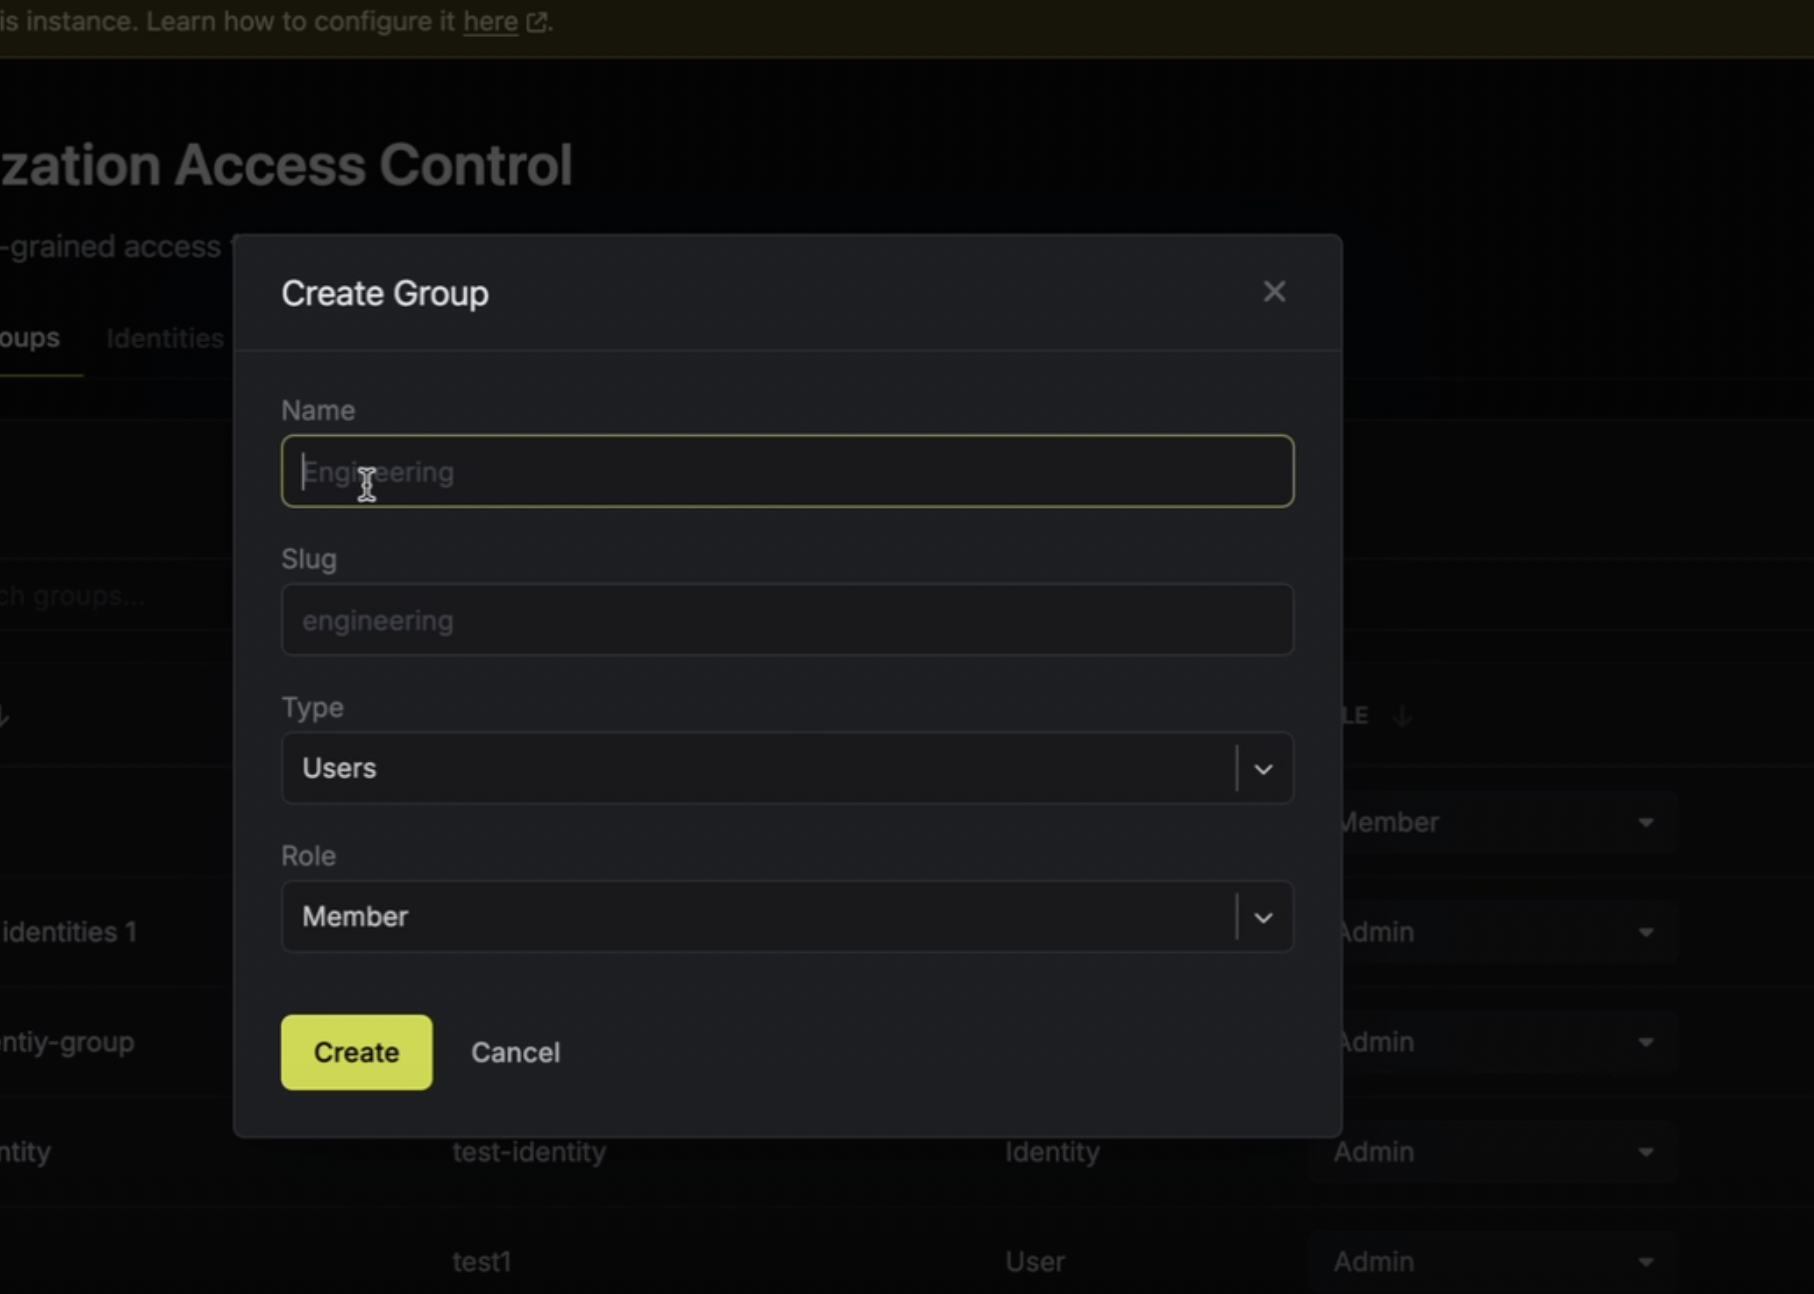 is instance. Learn how to configure it here.
zation Access Control
-grained access
oups Identities
Create Group
Name
Engineering
Slug
engineering
ch groups...
Type
Users
LE
Member
Role
Member
identities 1 Admin
entiy-group Admin
Create Cancel
ntity test-identity Identity Admin
test1 User Admin